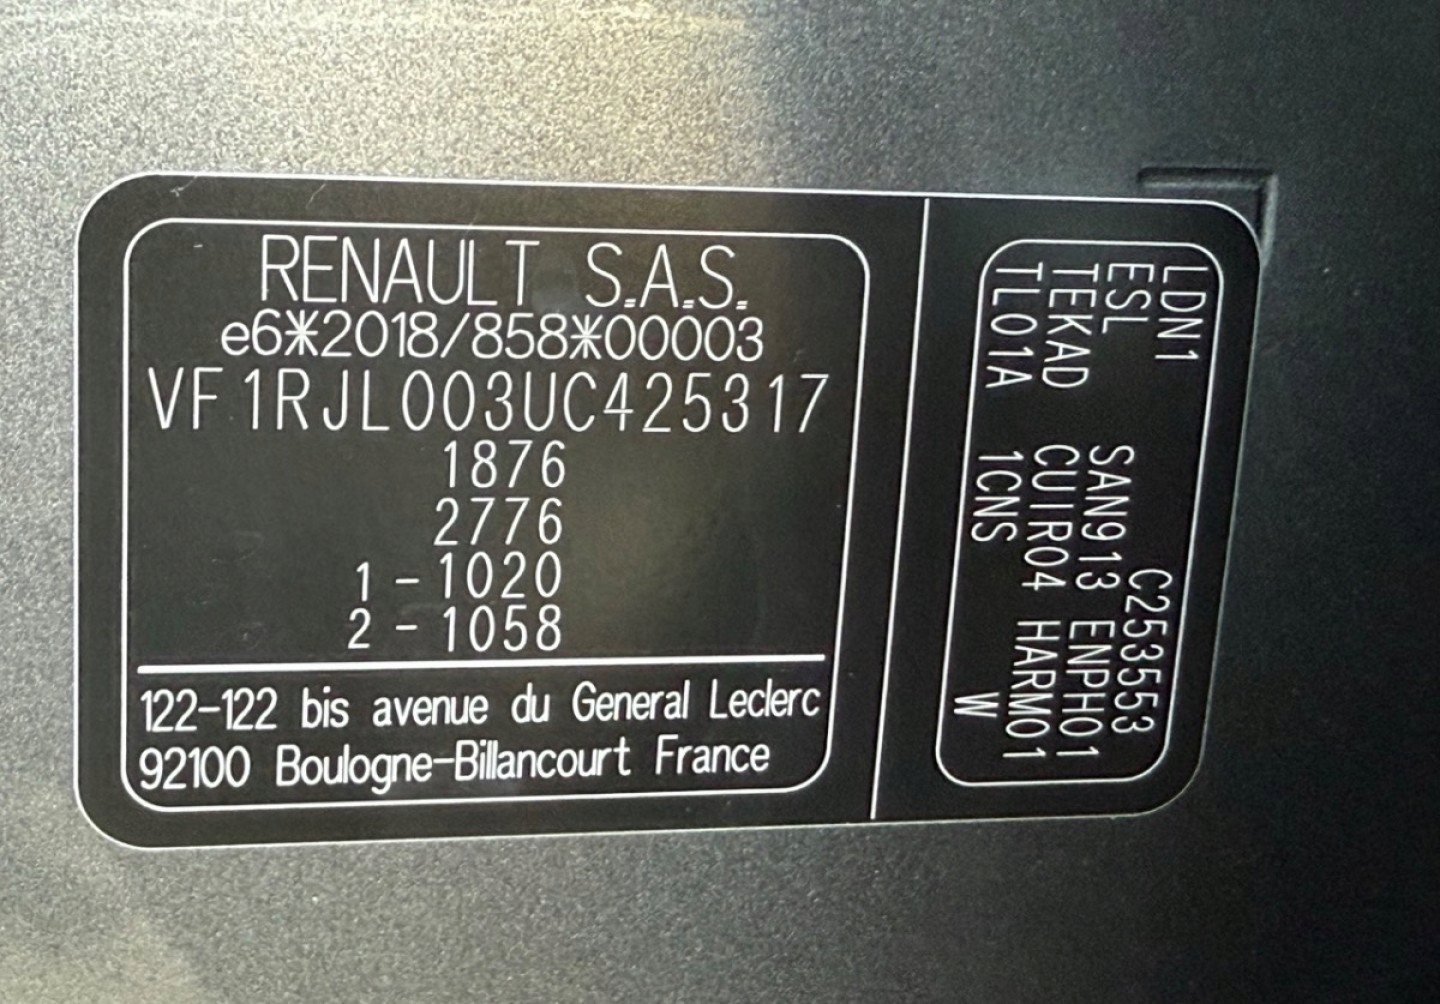 RENAULT S.A.S.
e6*2018/858*00003
VF1RJL003UC425317
1876
2776
1 - 1020
2 - 1058
122-122 bis avenue du General Leclerc
92100 Boulogne-Billancourt France
LDN1 C253553
ESL SAN913 ENPH01
TEKAD CUIR04 HARM01
TL01A 1CNS W